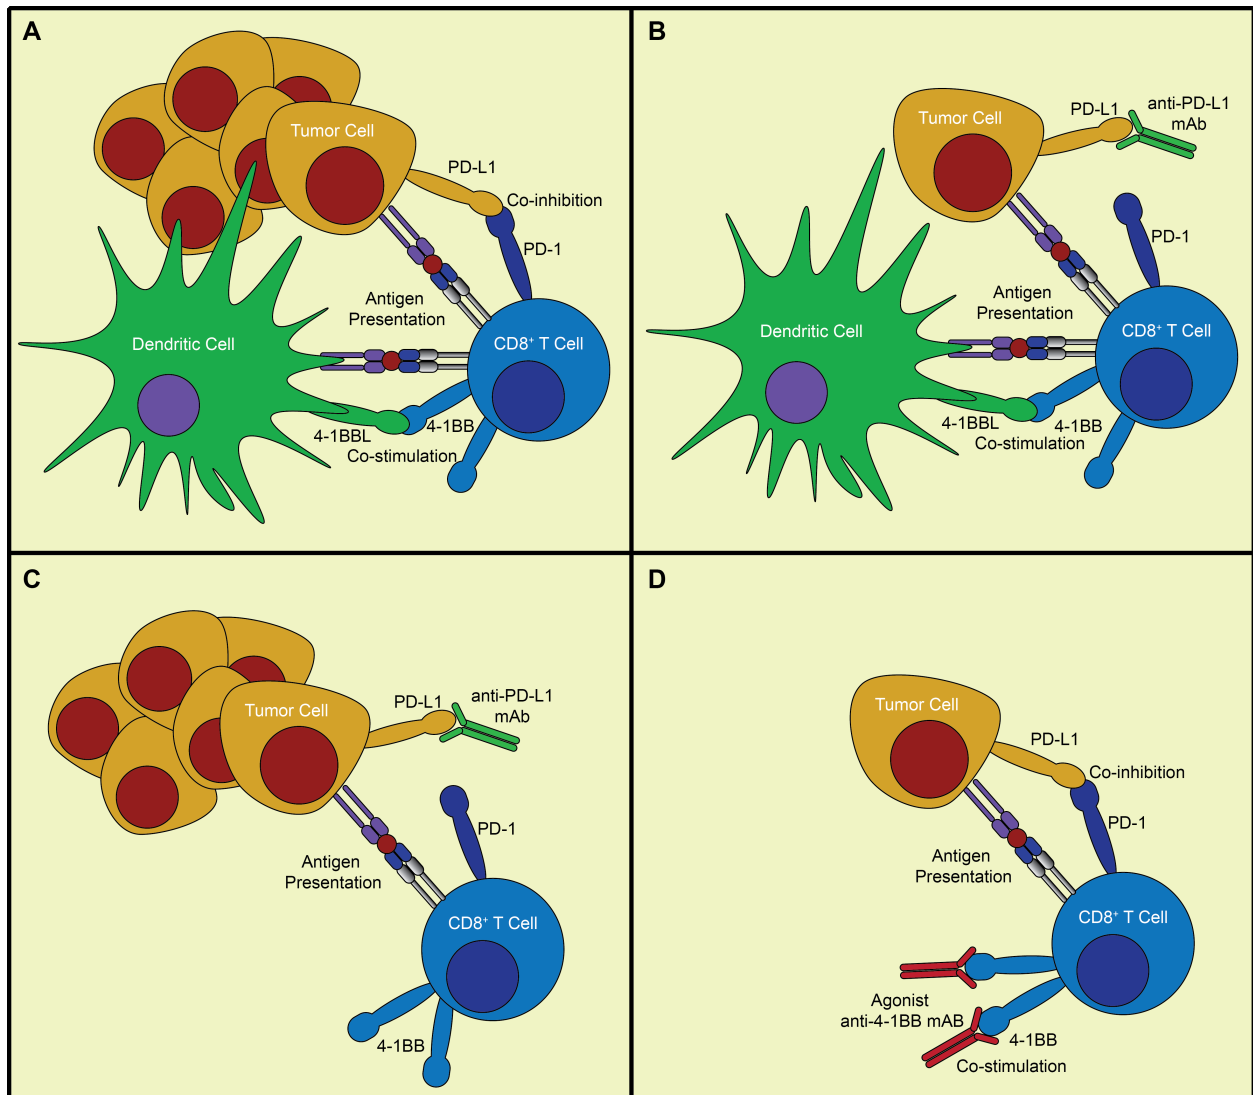 A
Tumor Cell
PD-L1
Co-inhibition
PD-1
Antigen
Presentation
Dendritic Cell
CD8⁺ T Cell
4-1BBL
4-1BB
Co-stimulation
B
Tumor Cell
PD-L1
anti-PD-L1
mAb
PD-1
Antigen
Presentation
Dendritic Cell
CD8⁺ T Cell
4-1BBL
4-1BB
Co-stimulation
C
Tumor Cell
PD-L1
anti-PD-L1
mAb
PD-1
Antigen
Presentation
CD8⁺ T Cell
4-1BB
D
Tumor Cell
PD-L1
Co-inhibition
PD-1
Antigen
Presentation
CD8⁺ T Cell
Agonist
anti-4-1BB mAB
4-1BB
Co-stimulation